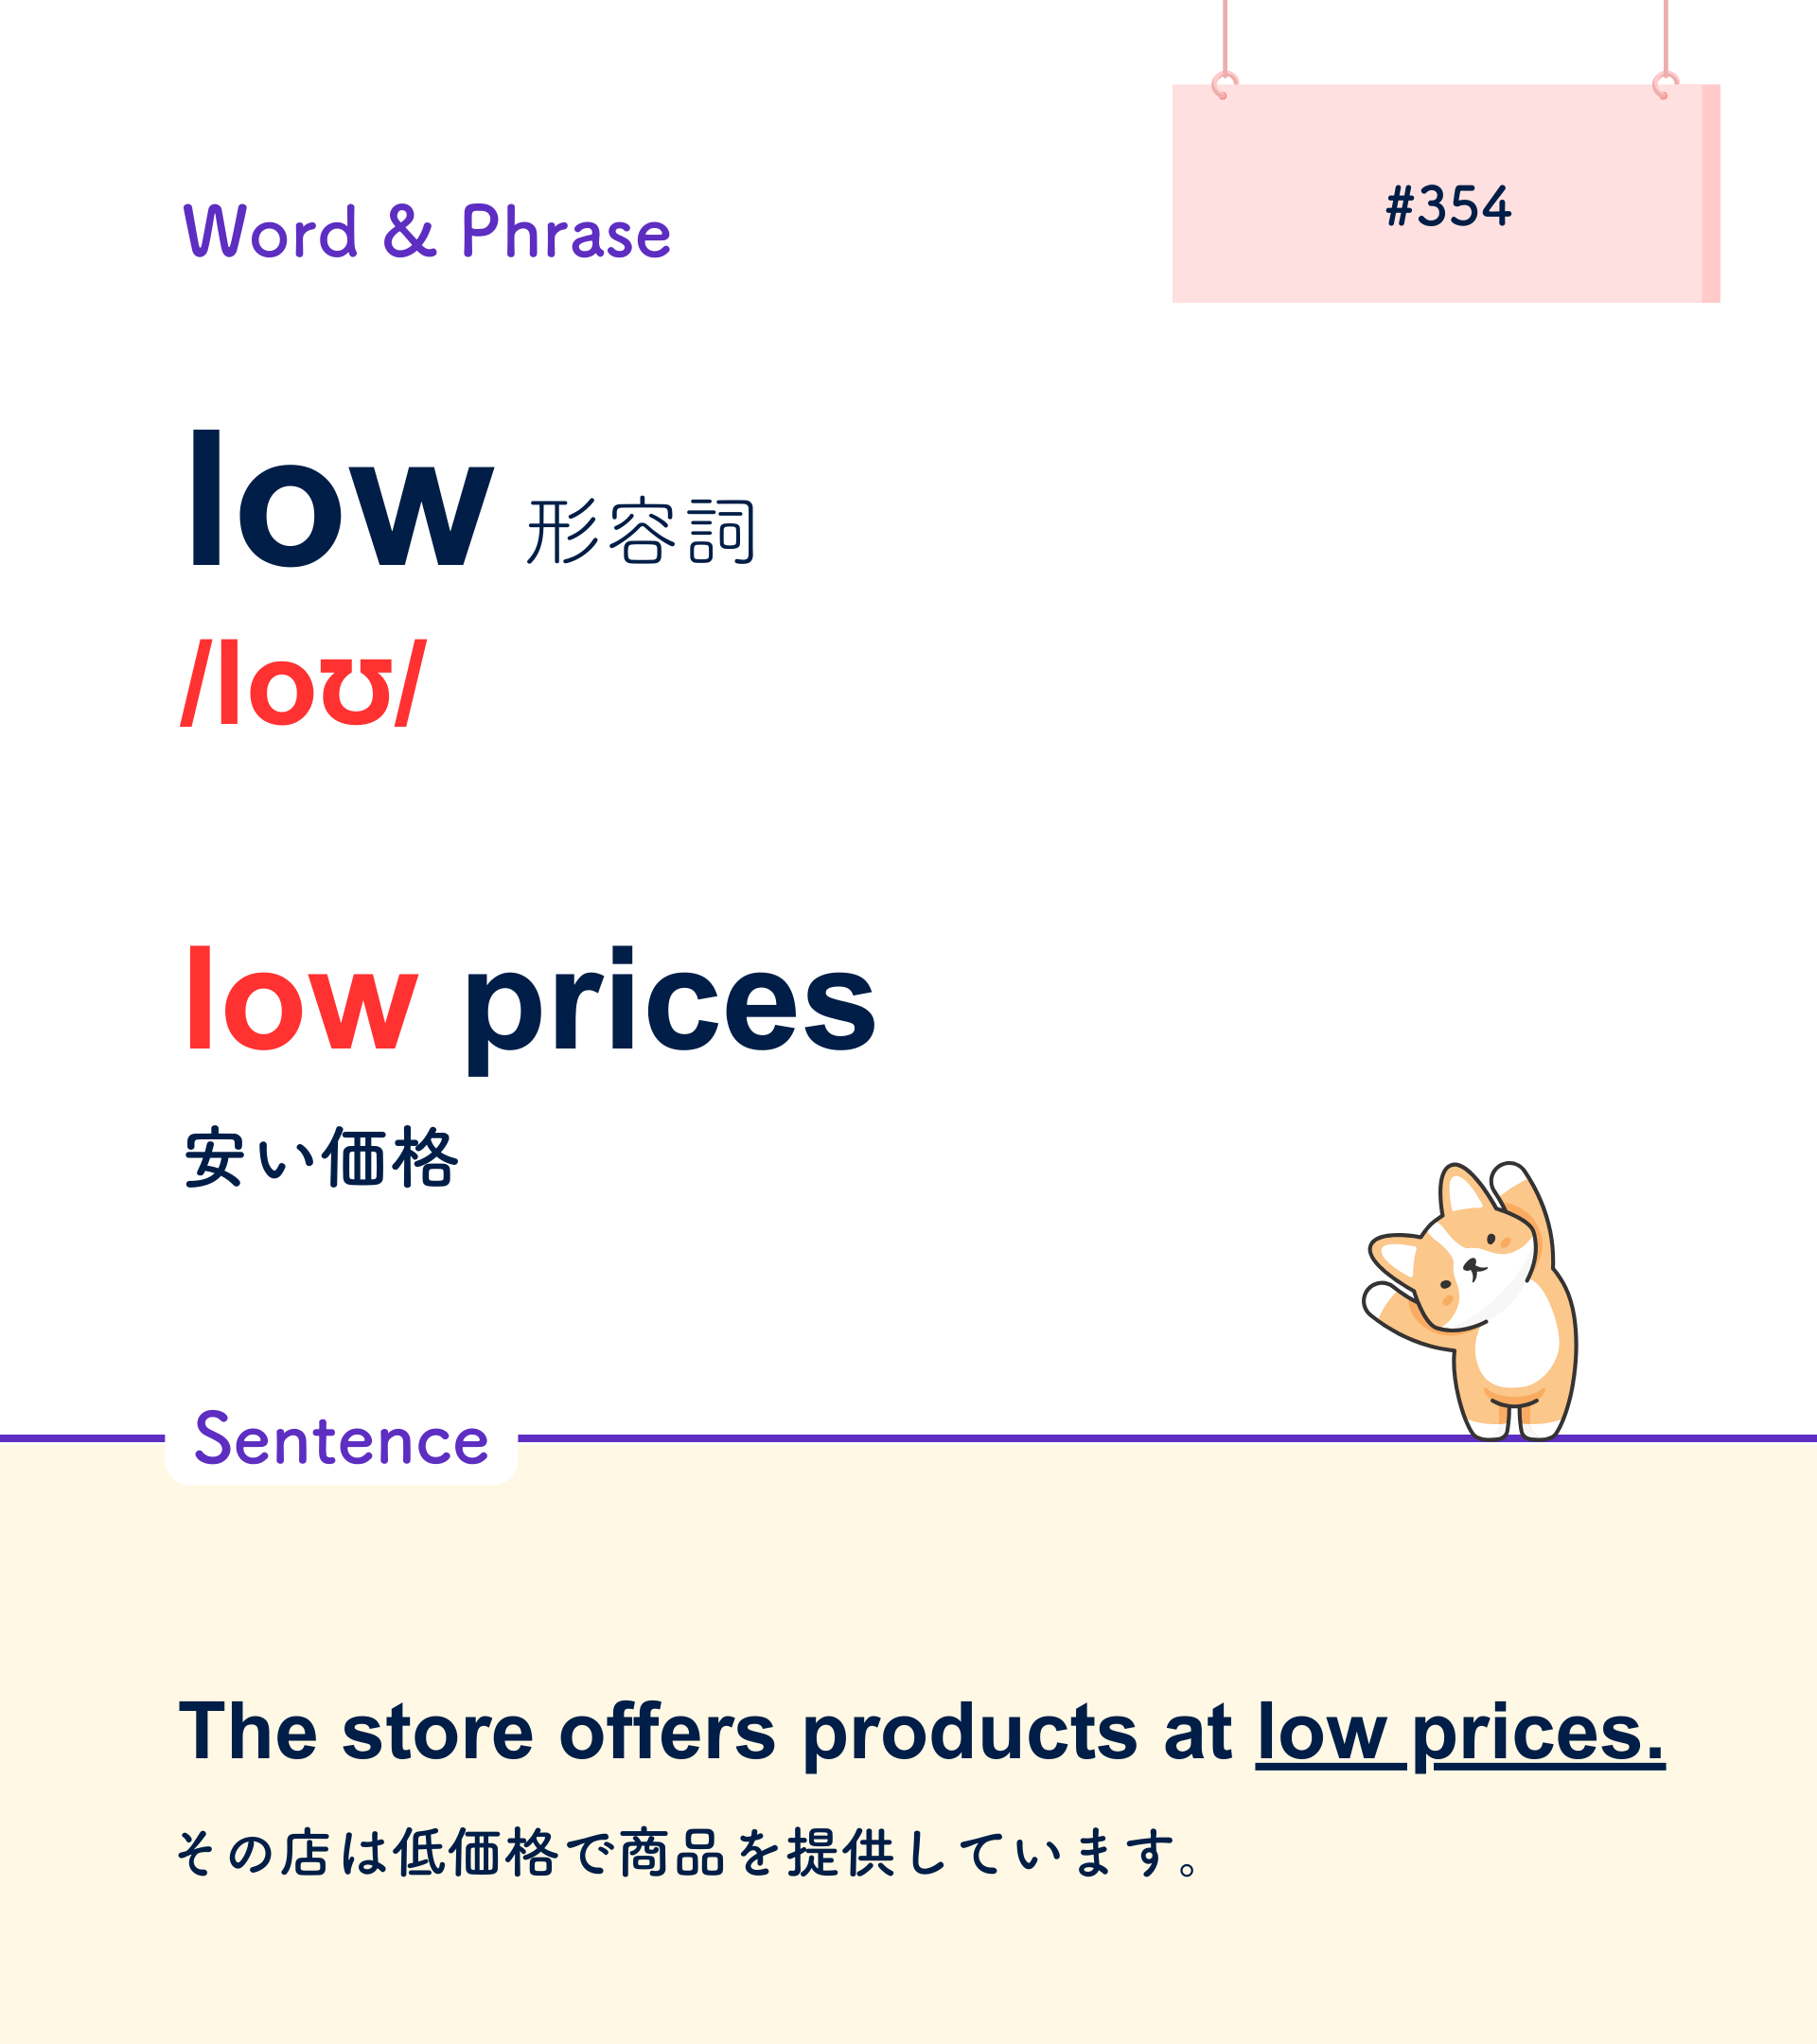 #354
Word & Phrase
low 形容詞
/loʊ/
low prices
安い価格
Sentence
The store offers products at low prices.
その店は低価格で商品を提供しています。